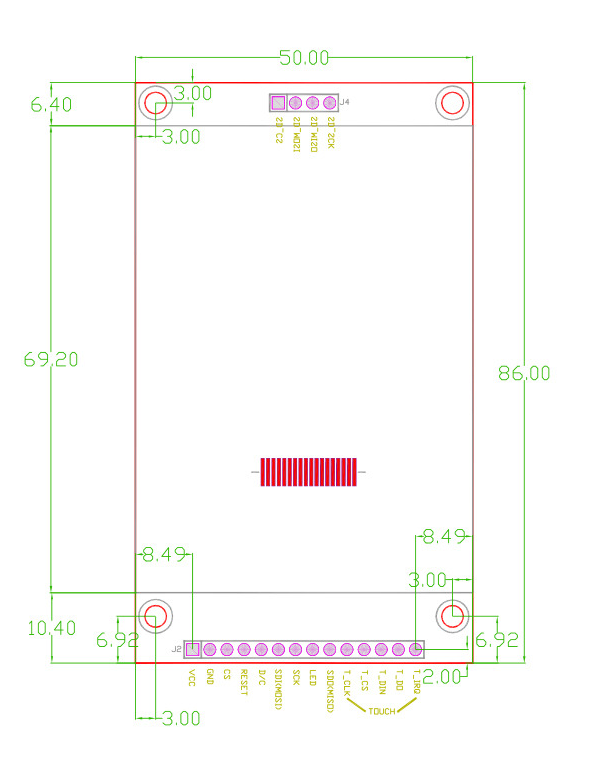 50.00
6.40
3.00
J4
3.00
SD_CS
SD_MOSI
SD_MISO
SD_SCK
69.20
86.00
8.49
8.49
3.00
10.40
6.92
6.92
J2
2.00
VCC
GND
CS
RESET
D/C
SDI(MOSI)
SCK
LED
SDO(MISO)
T_CLK
T_CS
T_DIN
T_DO
T_IRQ
TOUCH
3.00